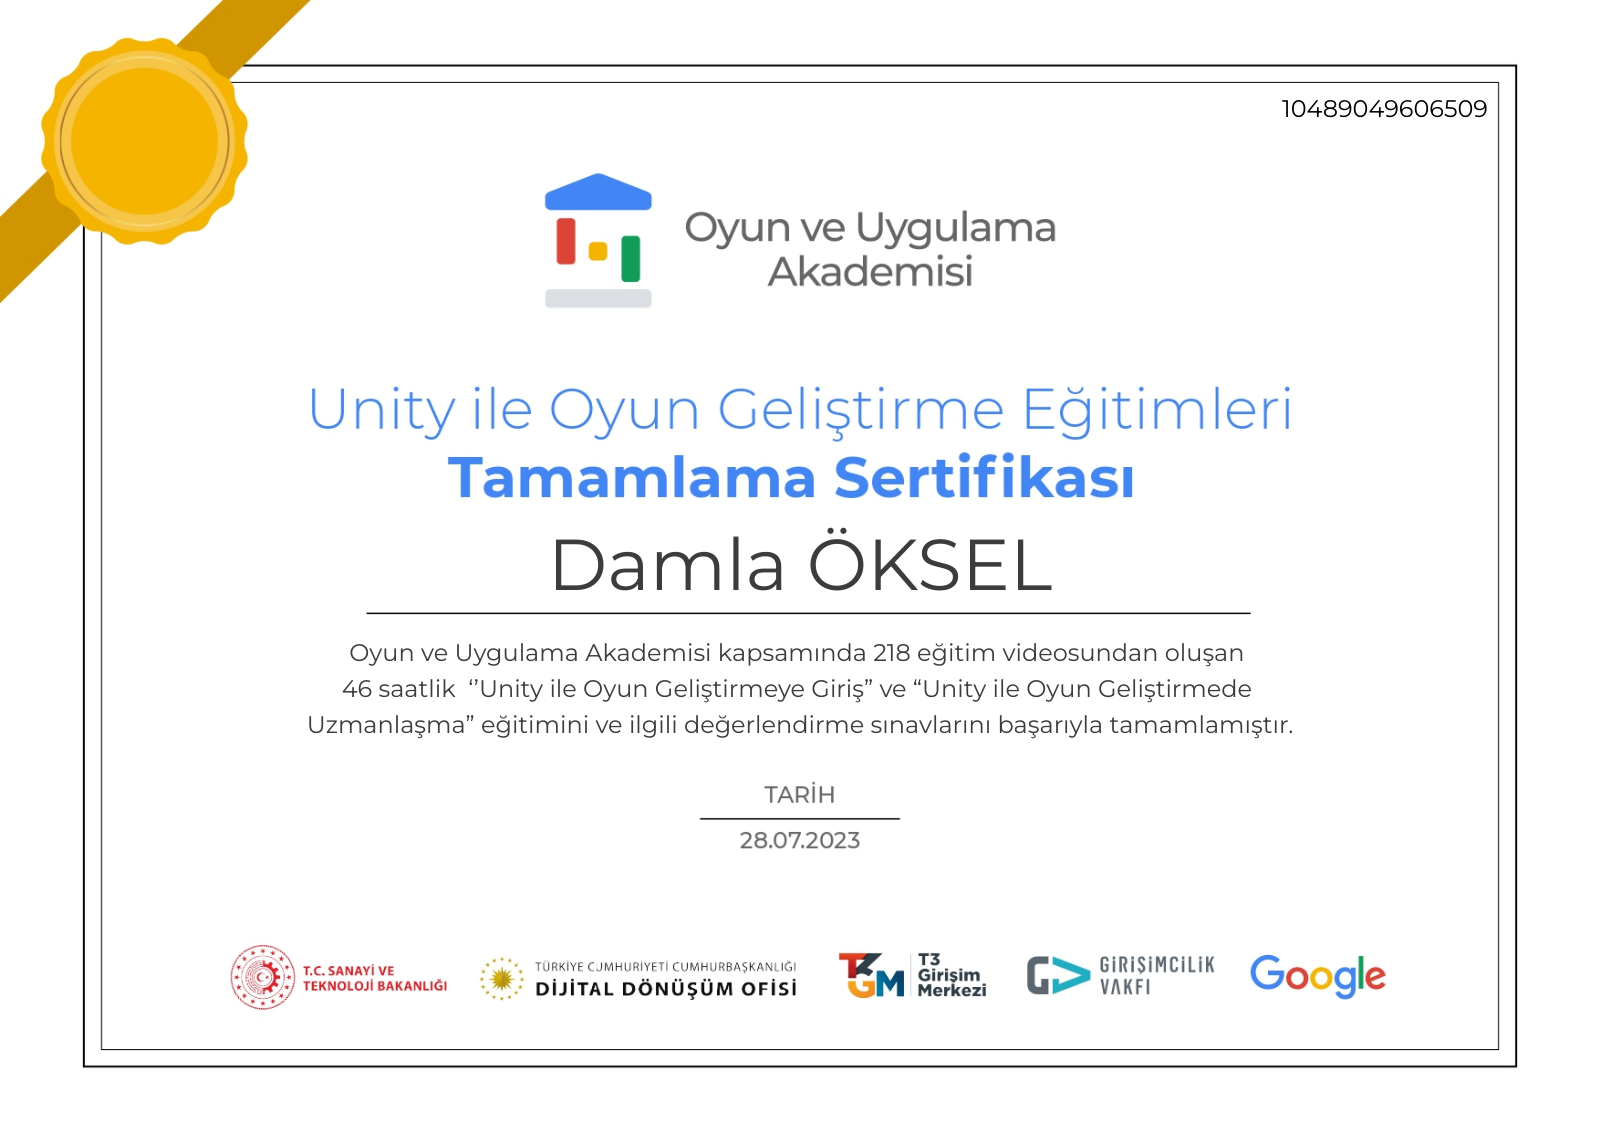 10489049606509
Oyun ve Uygulama
Akademisi
Unity ile Oyun Geliştirme Eğitimleri
Tamamlama Sertifikası
Damla ÖKSEL
Oyun ve Uygulama Akademisi kapsamında 218 eğitim videosundan oluşan
46 saatlik ‘’Unity ile Oyun Geliştirmeye Giriş” ve “Unity ile Oyun Geliştirmede
Uzmanlaşma” eğitimini ve ilgili değerlendirme sınavlarını başarıyla tamamlamıştır.
TARİH
28.07.2023
T.C. SANAYİ VE
TEKNOLOJİ BAKANLIĞI
TÜRKİYE CUMHURİYETİ CUMHURBAŞKANLIĞI
DİJİTAL DÖNÜŞÜM OFİSİ
T3GM
T3
Girişim
Merkezi
GİRİŞİMCİLİK
VAKFI
Google